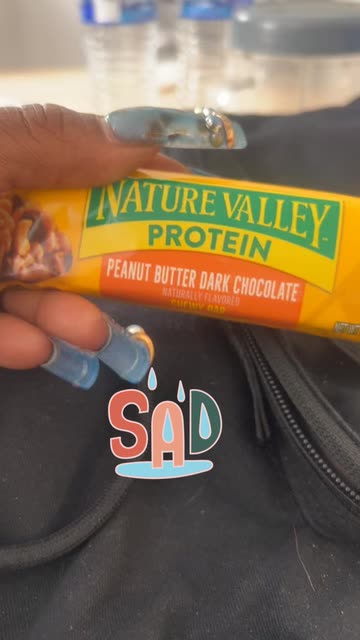 NATURE VALLEY
PROTEIN
PEANUT BUTTER DARK CHOCOLATE
NATURALLY FLAVORED
CHEWY BAR
SAD